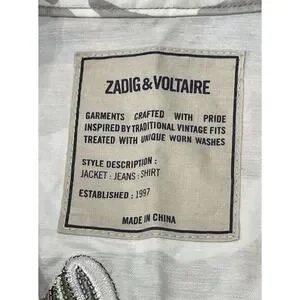 ZADIG&VOLTAIRE
GARMENTS CRAFTED WITH PRIDE
INSPIRED BY TRADITIONAL VINTAGE FITS
TREATED WITH UNIQUE WORN WASHES
STYLE DESCRIPTION :
JACKET : JEANS : SHIRT
ESTABLISHED : 1997
MADE IN CHINA